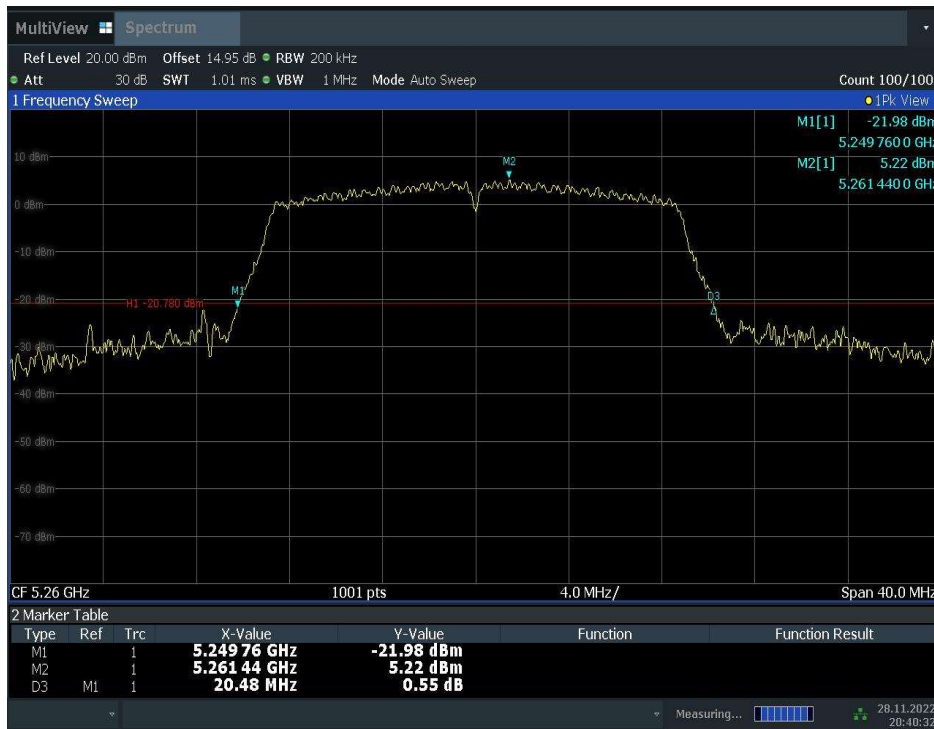 MultiView Spectrum
Ref Level 20.00 dBm Offset 14.95 dB RBW 200 kHz
Att 30 dB SWT 1.01 ms VBW 1 MHz Mode Auto Sweep Count 100/100
1 Frequency Sweep 1Pk View
M1[1] -21.98 dBm
5.249 760 0 GHz
M2[1] 5.22 dBm
5.261 440 0 GHz
10 dBm
M2
0 dBm
-10 dBm
-20 dBm
H1 -20.780 dBm
M1
D3
-30 dBm
-40 dBm
-50 dBm
-60 dBm
-70 dBm
CF 5.26 GHz 1001 pts 4.0 MHz/ Span 40.0 MHz
2 Marker Table
Type Ref Trc X-Value Y-Value Function Function Result
M1 1 5.249 76 GHz -21.98 dBm
M2 1 5.261 44 GHz 5.22 dBm
D3 M1 1 20.48 MHz 0.55 dB
Measuring... 28.11.2022
20:40:32